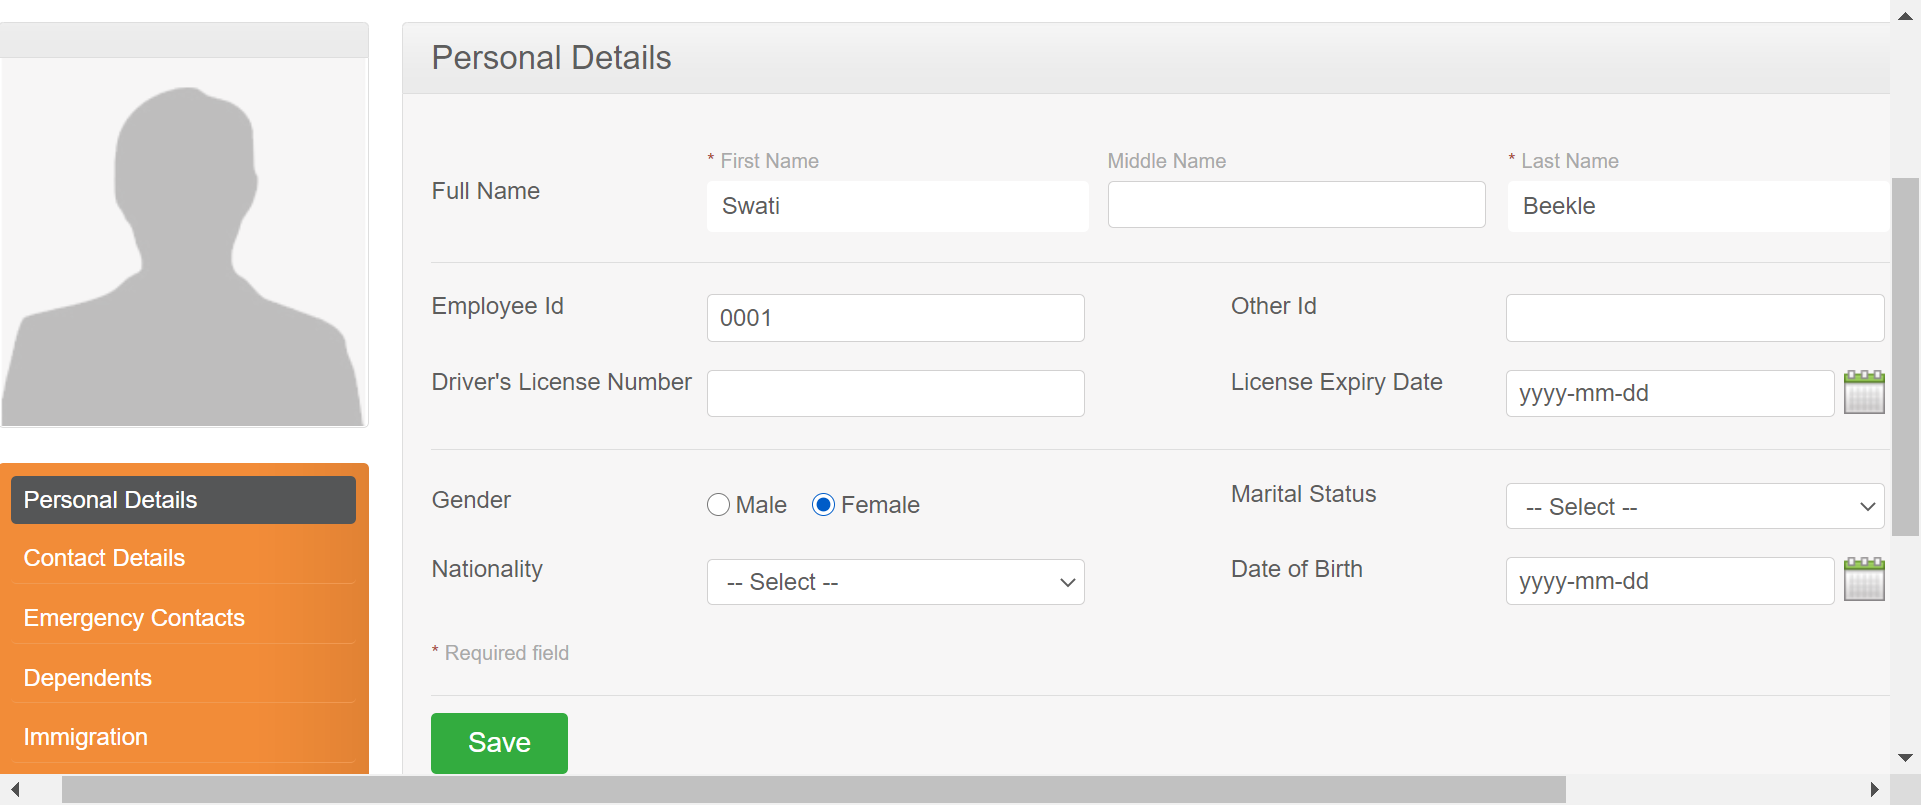 Personal Details
* First Name Middle Name * Last Name
Full Name Swati Beekle
Employee Id 0001 Other Id
Driver's License Number License Expiry Date yyyy-mm-dd
Gender Male Female Marital Status -- Select --
Nationality -- Select -- Date of Birth yyyy-mm-dd
* Required field
Save
Personal Details
Contact Details
Emergency Contacts
Dependents
Immigration